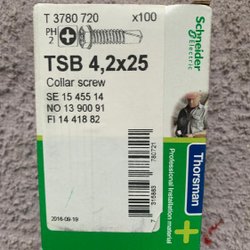 T 3780 720 x100
PH
2
TSB 4,2x25
Collar screw
SE 15 455 14
NO 13 900 91
FI 14 418 82
2016-09-19
Schneider
Electric
Thorsman
Professional installation material